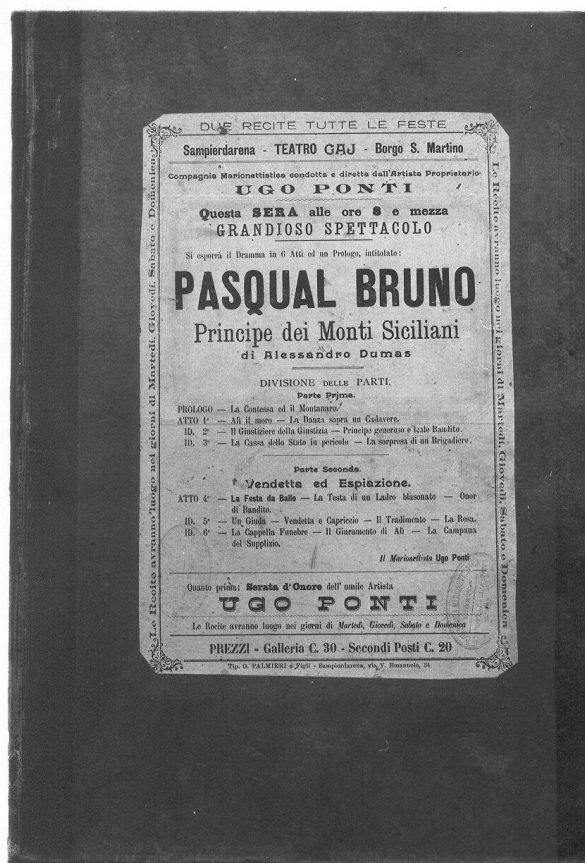 DUE RECITE TUTTE LE FESTE
Sampierdarena - TEATRO GAJ - Borgo S. Martino
Compagnia Marionettistica condotta e diretta dall'Artista Proprietario
UGO PONTI
Questa SERA alle ore 8 e mezza
GRANDIOSO SPETTACOLO
Si esporrà il Dramma in 6 Atti ed un Prologo, intitolato:
PASQUAL BRUNO
Principe dei Monti Siciliani
di Alessandro Dumas
DIVISIONE DELLE PARTI.
Parte Prima.
PROLOGO — La Contessa ed il Montanaro.
ATTO 1º — Alì il moro — La Danza sopra un Cadavere.
ID. 2º — Il Giustiziere della Giustizia — Principe generoso e leale Bandito.
ID. 3º — La Cassa dello Stato in pericolo — La sorpresa di un Brigadiere.
Parte Seconda.
Vendetta ed Espiazione.
ATTO 4º — La Festa da Ballo — La Testa di un Ladro blasonato — Onor
di Bandito.
ID. 5º — Un Giuda — Vendetta e Capriccio — Il Tradimento — La Resa.
ID. 6º — La Cappella Funebre — Il Giuramento di Alì — La Campana
del Supplizio.
Il Marionettista Ugo Ponti
Quanto prima: Serata d'Onore dell' umile Artista
UGO PONTI
Le Recite avranno luogo nei giorni di Martedì, Giovedì, Sabato e Domenica
PREZZI - Galleria C. 30 - Secondi Posti C. 20
Tip. G. PALMIERI e Figli - Sampierdarena, via V. Emanuele, 24
Le Recite avranno luogo nei giorni di Martedì, Giovedì, Sabato e Domenica
Le Recite avranno luogo nei giorni di Martedì, Giovedì, Sabato e Domenica